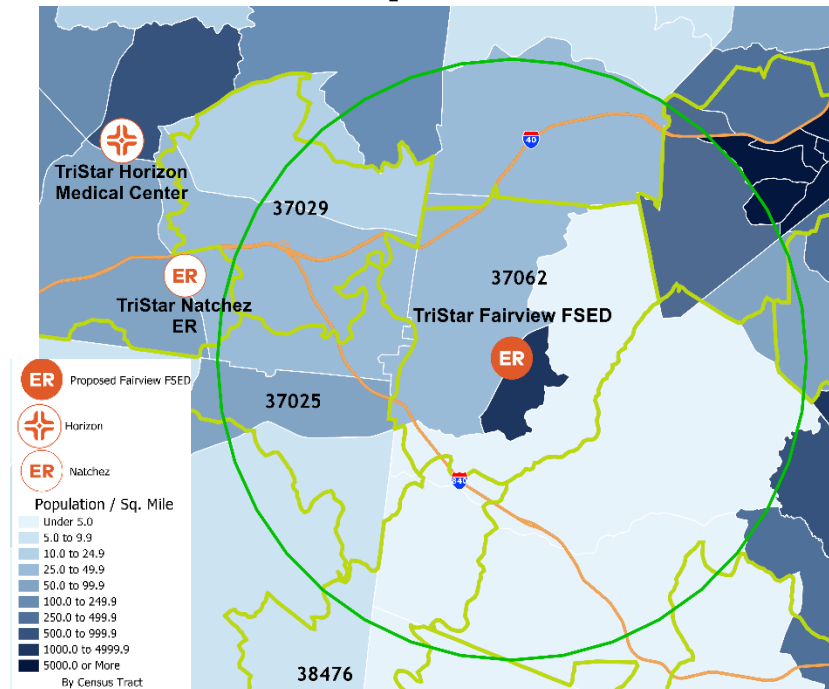 40
TriStar Horizon
Medical Center
37029
37062
ER
TriStar Natchez
ER
TriStar Fairview FSED
ER
ER
Proposed Fairview FSED
37025
Horizon
ER
Natchez
840
Population / Sq. Mile
Under 5.0
5.0 to 9.9
10.0 to 24.9
25.0 to 49.9
50.0 to 99.9
100.0 to 249.9
250.0 to 499.9
500.0 to 999.9
1000.0 to 4999.9
5000.0 or More
By Census Tract
38476